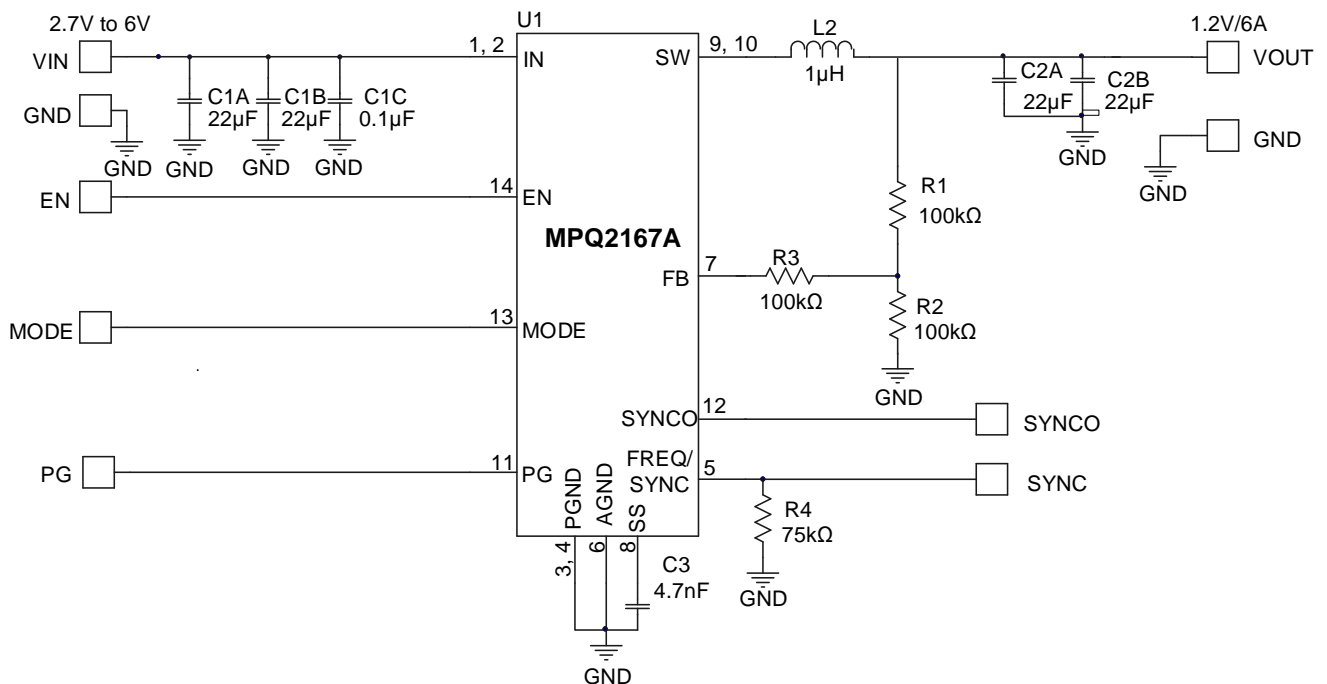 2.7V to 6V
U1
1.2V/6A
VIN
1, 2
IN
SW
9, 10
L2
1µH
VOUT
C1A
22µF
C1B
22µF
C1C
0.1µF
C2A
22µF
C2B
22µF
GND
GND
GND
GND
GND
GND
GND
GND
EN
14
EN
R1
100kΩ
MPQ2167A
FB
7
R3
100kΩ
R2
100kΩ
GND
MODE
13
MODE
SYNCO
12
SYNCO
PG
11
PG
FREQ/
SYNC
5
SYNC
R4
75kΩ
GND
PGND
AGND
SS
3, 4
6
8
C3
4.7nF
GND